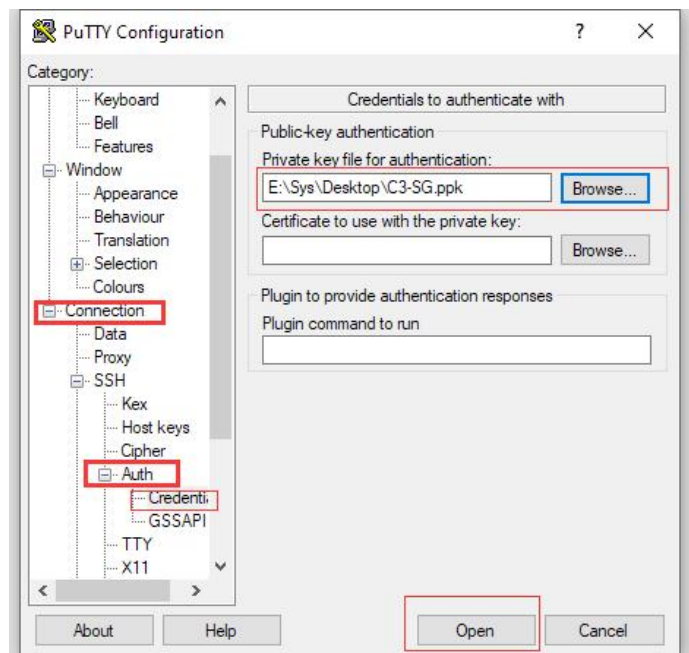 PuTTY Configuration
?
Category:
Keyboard
Bell
Features
Window
Appearance
Behaviour
Translation
Selection
Colours
Connection
Data
Proxy
SSH
Kex
Host keys
Cipher
Auth
Credenti
GSSAPI
TTY
X11
Credentials to authenticate with
Public-key authentication
Private key file for authentication:
E:\Sys\Desktop\C3-SG.ppk Browse...
Certificate to use with the private key:
Browse...
Plugin to provide authentication responses
Plugin command to run
About Help Open Cancel